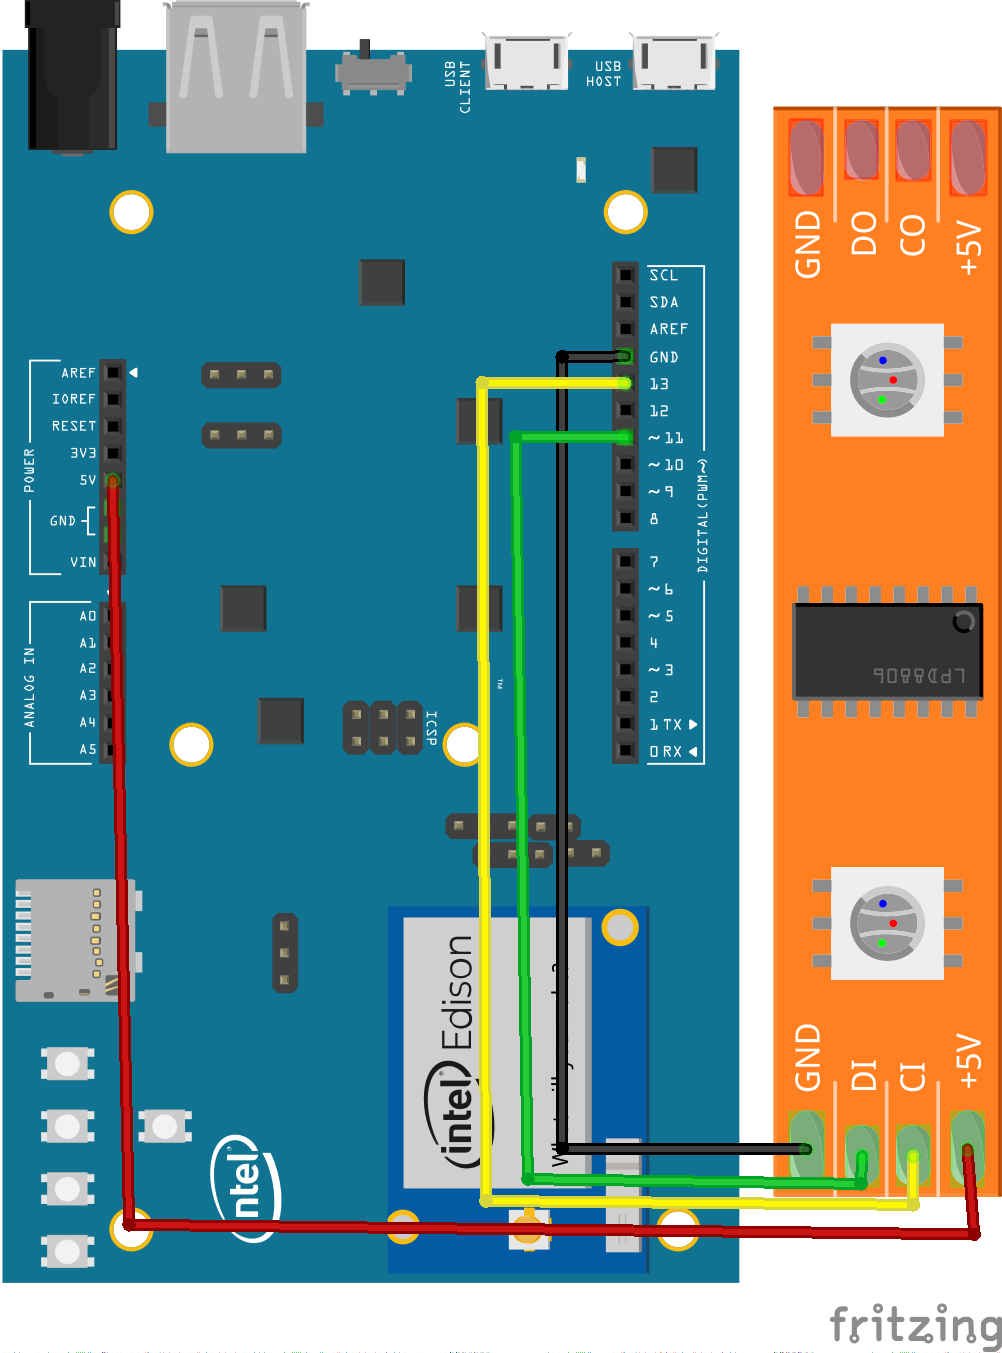 USB
CLIENT
USB
HOST
GND
DO
CO
+5V
SCL
SDA
AREF
GND
13
12
~11
~10
~9
8
7
~6
~5
4
~3
2
1 TX
0 RX
DIGITAL(PWM~)
AREF
IOREF
RESET
3V3
5V
GND
VIN
POWER
A0
A1
A2
A3
A4
A5
ANALOG IN
TM
ICSP
LPD8806
intel
Edison
intel
GND
DI
CI
+5V
fritzing